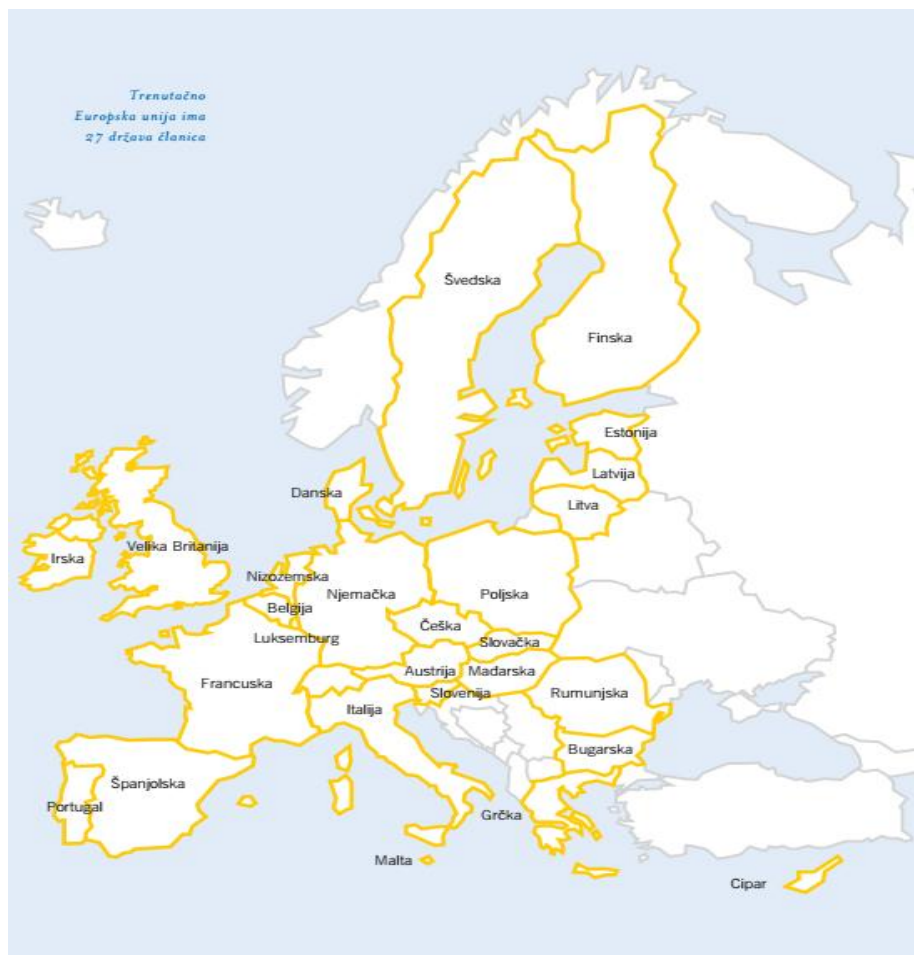 Trenutačno
Europska unija ima
27 država članica
Švedska
Finska
Estonija
Latvija
Litva
Danska
Irska
Velika Britanija
Nizozemska
Njemačka
Poljska
Belgija
Češka
Luksemburg
Slovačka
Austrija
Mađarska
Francuska
Slovenija
Rumunjska
Italija
Bugarska
Španjolska
Portugal
Grčka
Malta
Cipar